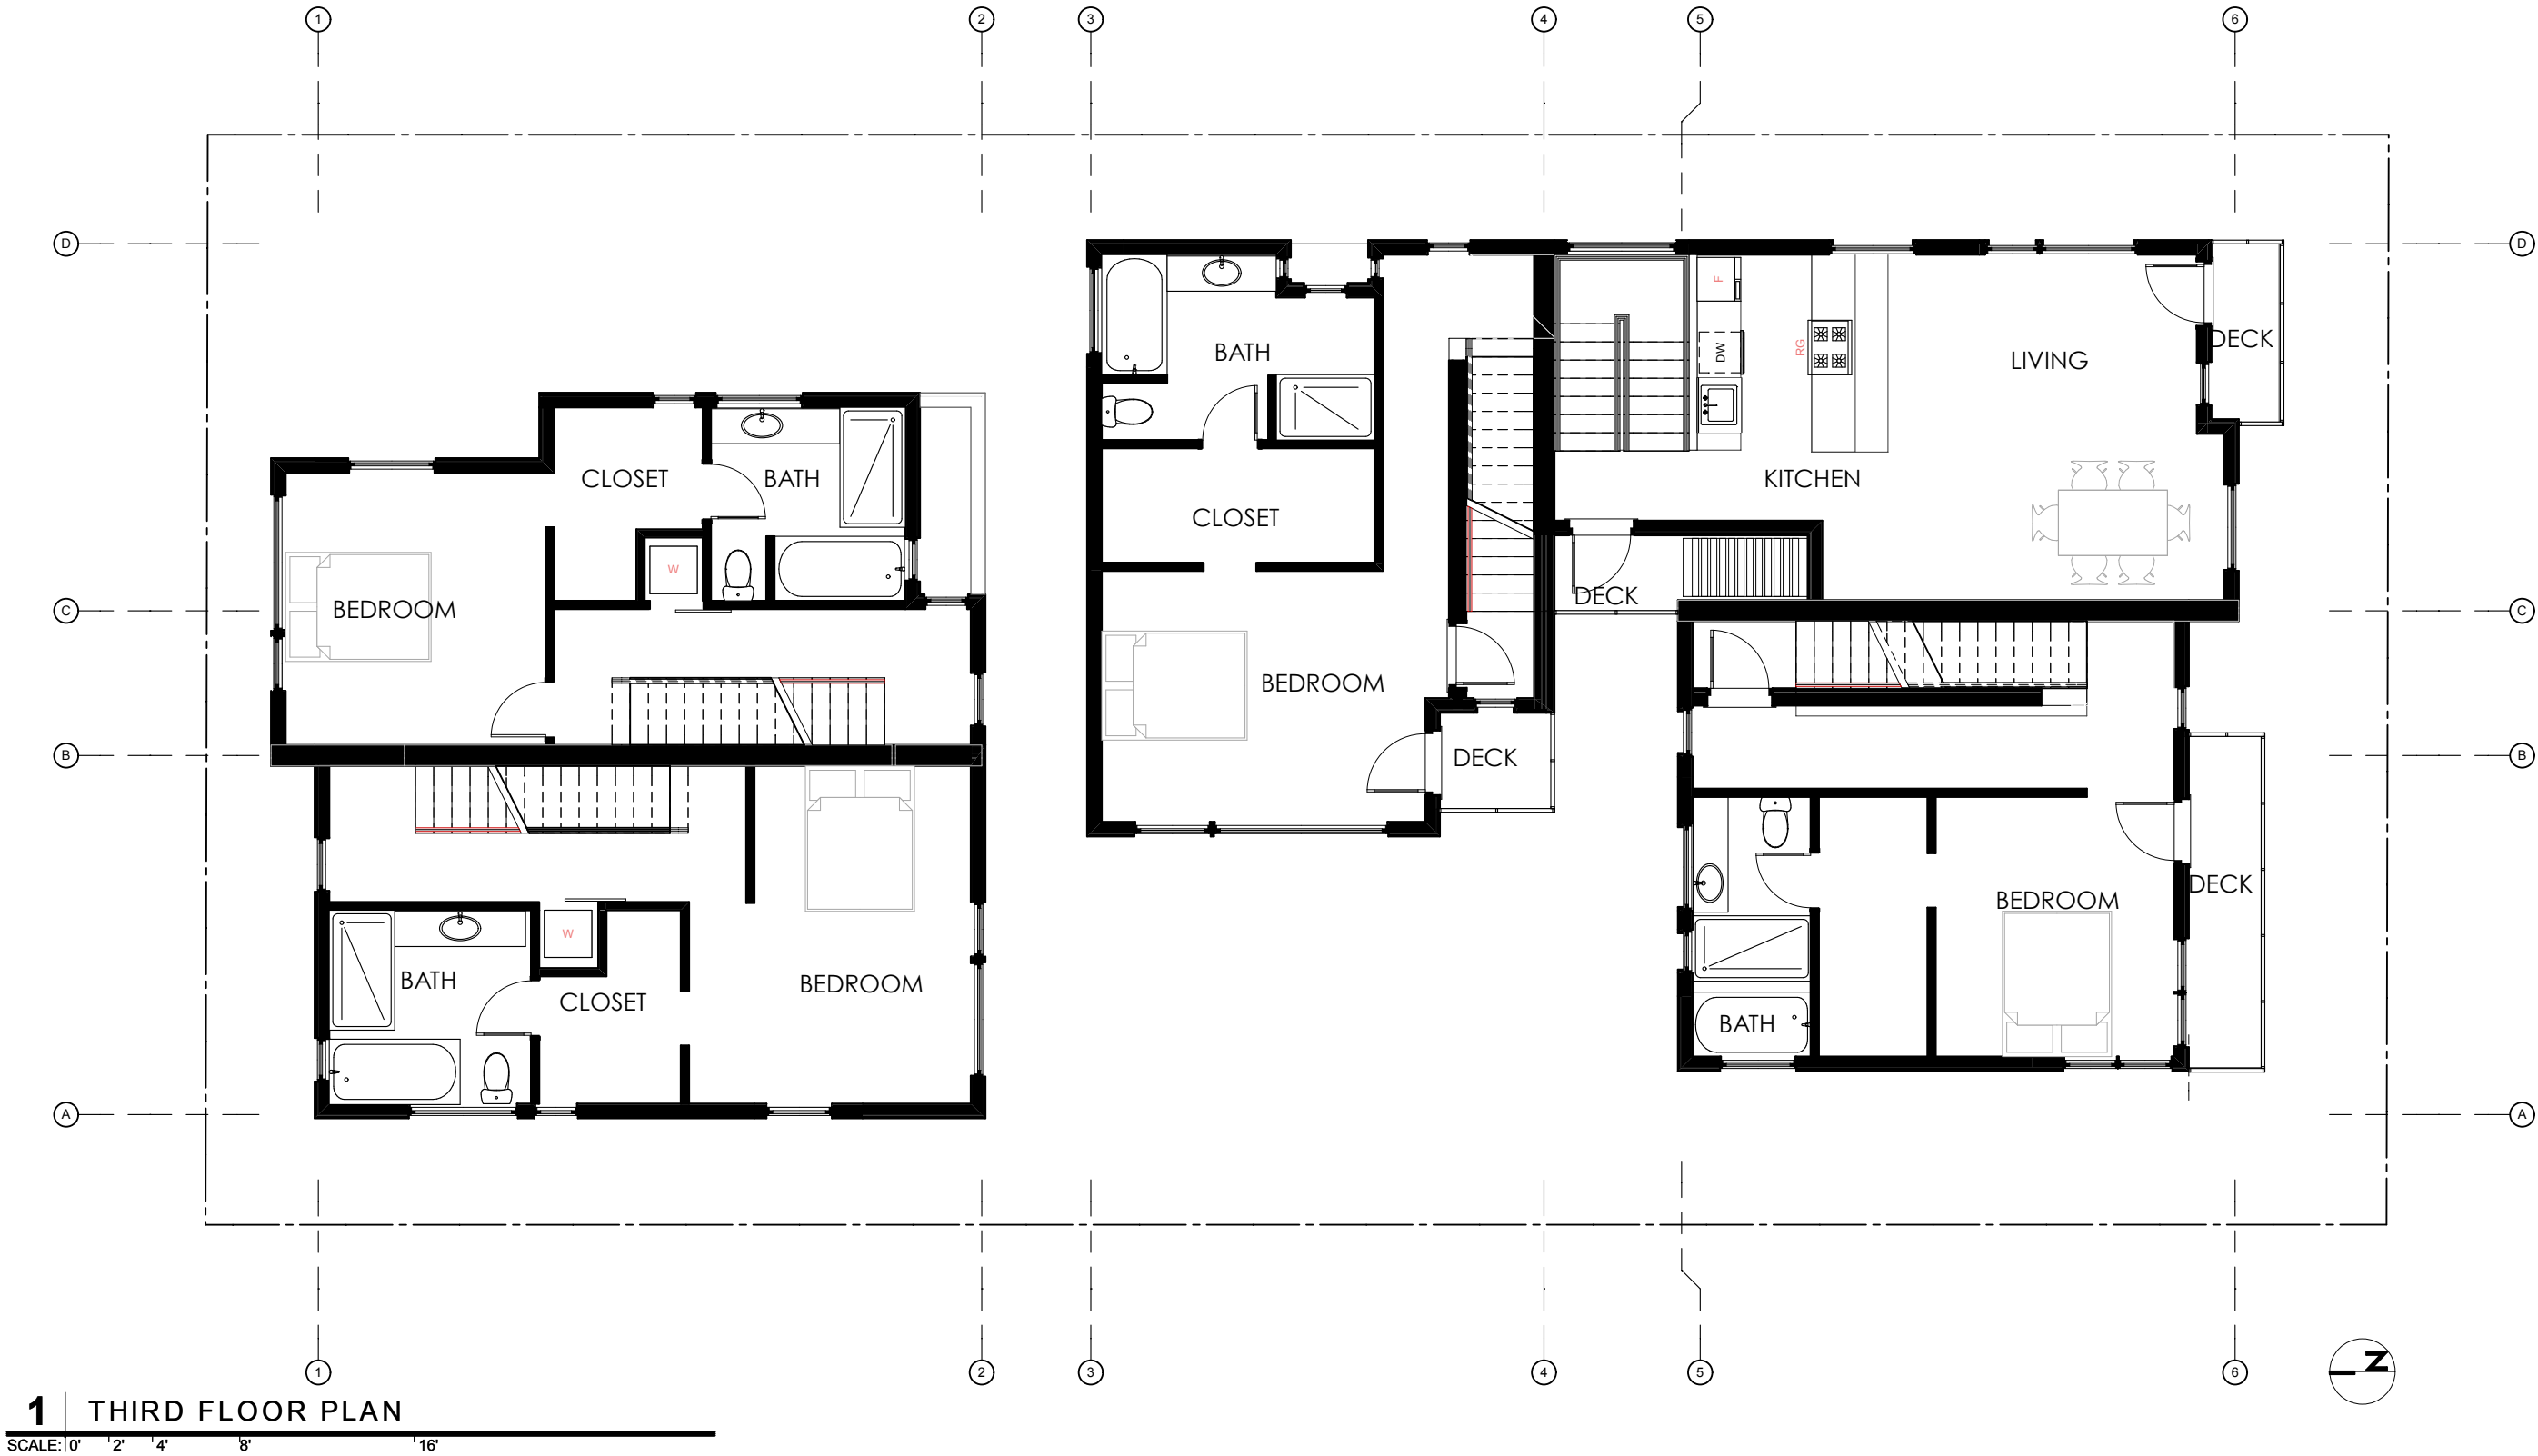 1 2 3 4 5 6
D D
F
DW
RG
BATH
LIVING
DECK
CLOSET
BATH
KITCHEN
CLOSET
W
BEDROOM
DECK
C C
BEDROOM
B B
DECK
W
BATH
CLOSET
BEDROOM
BEDROOM
DECK
BATH
A A
1 2 3 4 5 6
N
1 THIRD FLOOR PLAN
SCALE: 0' 2' 4' 8' 16'